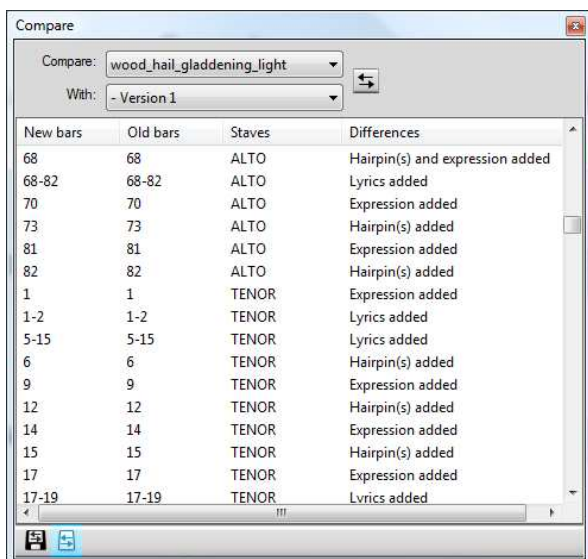 Compare
Compare: wood_hail_gladdening_light
With: - Version 1
New bars Old bars Staves Differences
68 68 ALTO Hairpin(s) and expression added
68-82 68-82 ALTO Lyrics added
70 70 ALTO Expression added
73 73 ALTO Hairpin(s) added
81 81 ALTO Expression added
82 82 ALTO Hairpin(s) added
1 1 TENOR Expression added
1-2 1-2 TENOR Lyrics added
5-15 5-15 TENOR Lyrics added
6 6 TENOR Hairpin(s) added
9 9 TENOR Expression added
12 12 TENOR Hairpin(s) added
14 14 TENOR Expression added
15 15 TENOR Hairpin(s) added
17 17 TENOR Expression added
17-19 17-19 TENOR Lyrics added